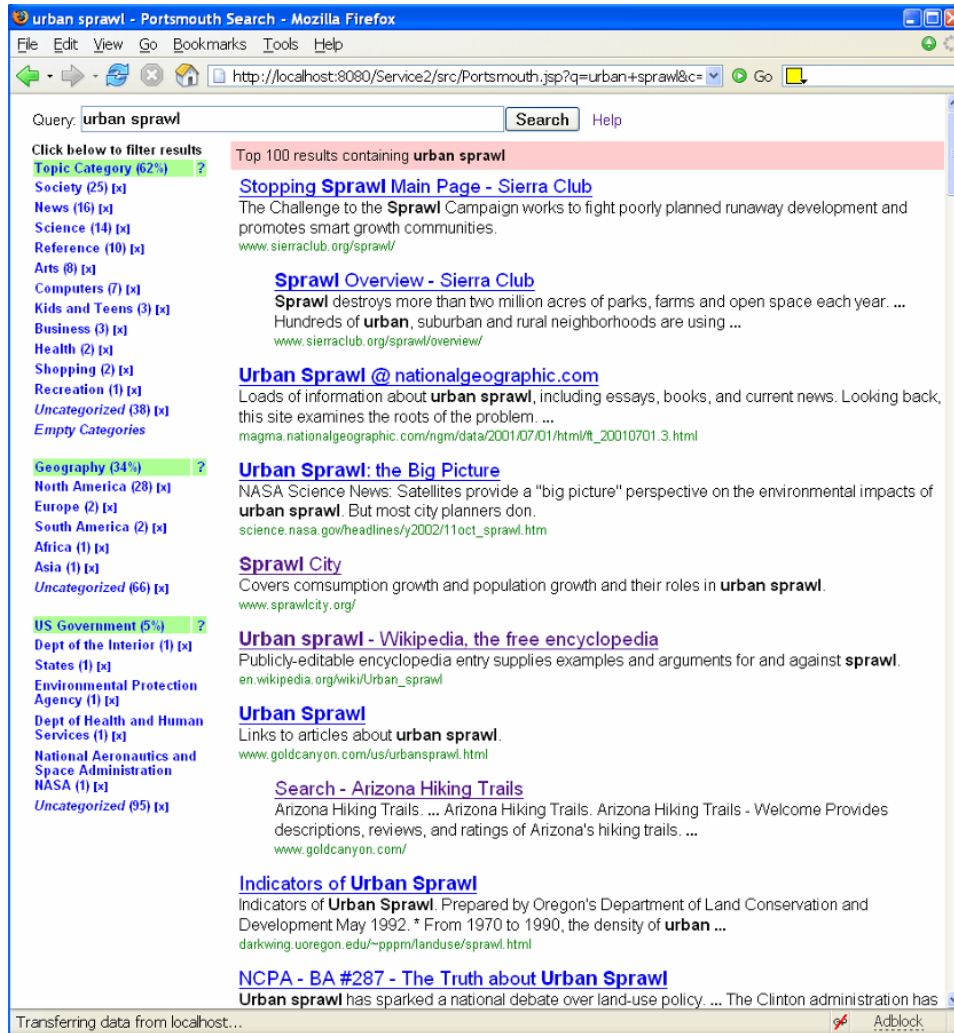 urban sprawl - Portsmouth Search - Mozilla Firefox
File Edit View Go Bookmarks Tools Help
http://localhost:8080/Service2/src/Portsmouth.jsp?q=urban+sprawl&c= Go
Query: urban sprawl Search Help
Click below to filter results
Topic Category (62%) ?
Society (25) [x]
News (16) [x]
Science (14) [x]
Reference (10) [x]
Arts (8) [x]
Computers (7) [x]
Kids and Teens (3) [x]
Business (3) [x]
Health (2) [x]
Shopping (2) [x]
Recreation (1) [x]
Uncategorized (38) [x]
Empty Categories
Geography (34%) ?
North America (28) [x]
Europe (2) [x]
South America (2) [x]
Africa (1) [x]
Asia (1) [x]
Uncategorized (66) [x]
US Government (5%) ?
Dept of the Interior (1) [x]
States (1) [x]
Environmental Protection
Agency (1) [x]
Dept of Health and Human
Services (1) [x]
National Aeronautics and
Space Administration
NASA (1) [x]
Uncategorized (95) [x]
Top 100 results containing urban sprawl
Stopping Sprawl Main Page - Sierra Club
The Challenge to the Sprawl Campaign works to fight poorly planned runaway development and
promotes smart growth communities.
www.sierraclub.org/sprawl/
Sprawl Overview - Sierra Club
Sprawl destroys more than two million acres of parks, farms and open space each year. ...
Hundreds of urban, suburban and rural neighborhoods are using ...
www.sierraclub.org/sprawl/overview/
Urban Sprawl @ nationalgeographic.com
Loads of information about urban sprawl, including essays, books, and current news. Looking back,
this site examines the roots of the problem. ...
magma.nationalgeographic.com/ngm/data/2001/07/01/html/ft_20010701.3.html
Urban Sprawl: the Big Picture
NASA Science News: Satellites provide a "big picture" perspective on the environmental impacts of
urban sprawl. But most city planners don.
science.nasa.gov/headlines/y2002/11oct_sprawl.htm
Sprawl City
Covers comsumption growth and population growth and their roles in urban sprawl.
www.sprawlcity.org/
Urban sprawl - Wikipedia, the free encyclopedia
Publicly-editable encyclopedia entry supplies examples and arguments for and against sprawl.
en.wikipedia.org/wiki/Urban_sprawl
Urban Sprawl
Links to articles about urban sprawl.
www.goldcanyon.com/us/urbansprawl.html
Search - Arizona Hiking Trails
Arizona Hiking Trails. ... Arizona Hiking Trails. Arizona Hiking Trails - Welcome Provides
descriptions, reviews, and ratings of Arizona's hiking trails. ...
www.goldcanyon.com/
Indicators of Urban Sprawl
Indicators of Urban Sprawl. Prepared by Oregon's Department of Land Conservation and
Development May 1992. * From 1970 to 1990, the density of urban ...
darkwing.uoregon.edu/~pppm/landuse/sprawl.html
NCPA - BA #287 - The Truth about Urban Sprawl
Urban sprawl has sparked a national debate over land-use policy. ... The Clinton administration has
Transferring data from localhost... Adblock